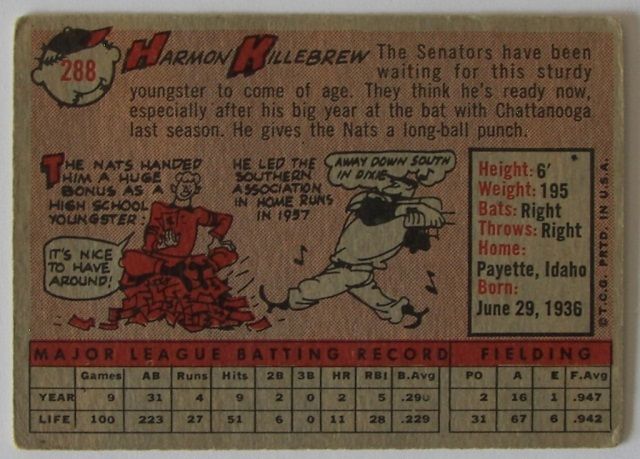 288
HARMON KILLEBREW
The Senators have been
waiting for this sturdy
youngster to come of age. They think he's ready now,
especially after his big year at the bat with Chattanooga
last season. He gives the Nats a long-ball punch.
THE NATS HANDED
HIM A HUGE
BONUS AS A
HIGH SCHOOL
YOUNGSTER:
IT'S NICE
TO HAVE
AROUND!
HE LED THE
SOUTHERN
ASSOCIATION
IN HOME RUNS
IN 1957
AWAY DOWN SOUTH
IN DIXIE
Height: 6'
Weight: 195
Bats: Right
Throws: Right
Home:
Payette, Idaho
Born:
June 29, 1936
©T.C.G. PRTD. IN U.S.A.
MAJOR LEAGUE BATTING RECORD FIELDING
Games AB Runs Hits 2B 3B HR RBI B.Avg PO A E F.Avg
YEAR 9 31 4 9 2 0 2 5 .290 2 16 1 .947
LIFE 100 223 27 51 6 0 11 28 .229 31 67 6 .942